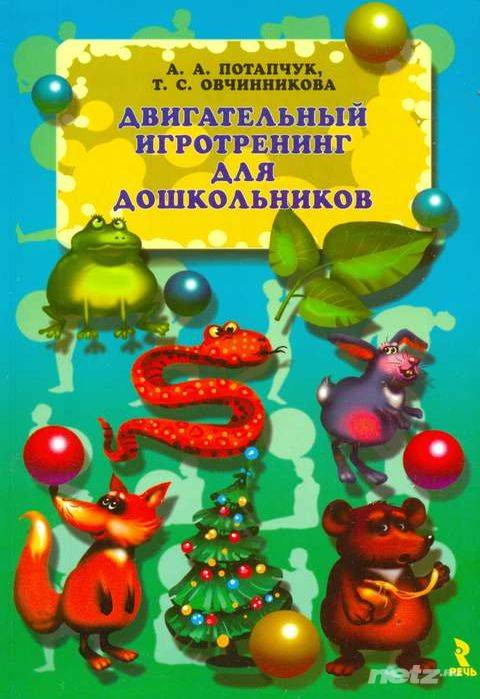 А. А. ПОТАПЧУК,
Т. С. ОВЧИННИКОВА
ДВИГАТЕЛЬНЫЙ
ИГРОТРЕНИНГ
ДЛЯ
ДОШКОЛЬНИКОВ
РЕЧЬ
netz